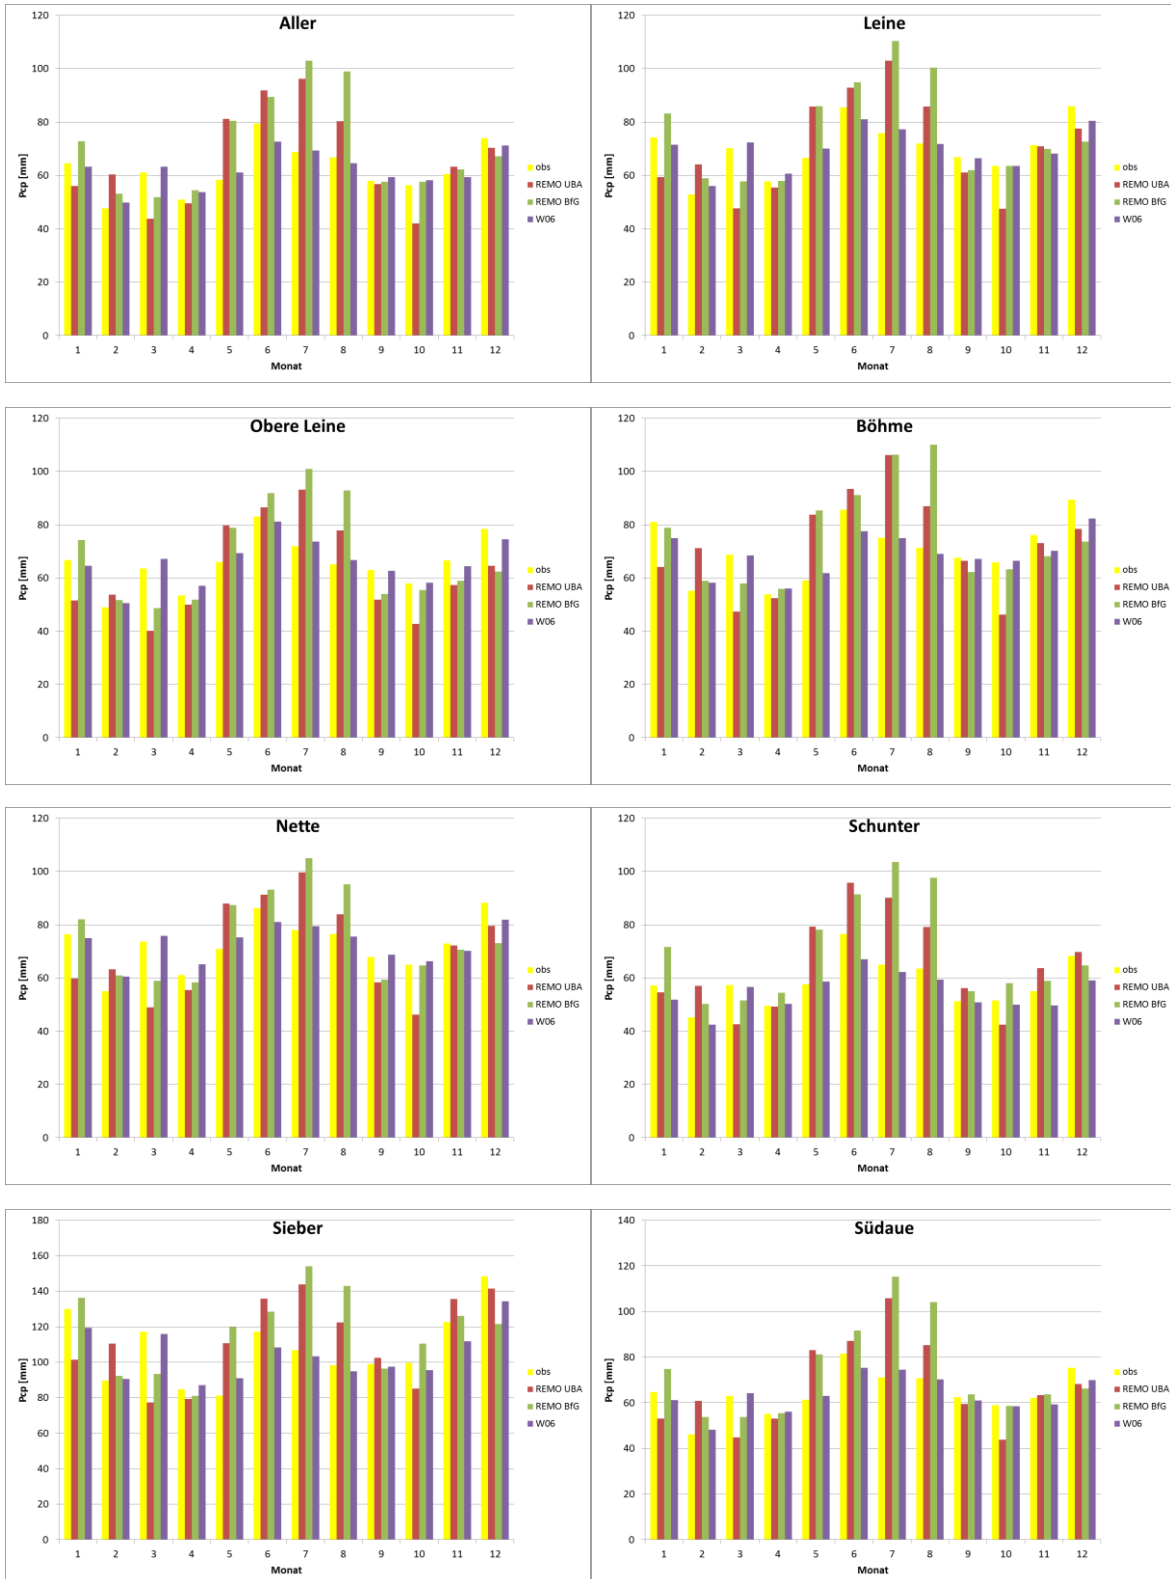 Aller
120
100
80
60
40
20
0
Pcp [mm]
1 2 3 4 5 6 7 8 9 10 11 12
Monat
obs
REMO UBA
REMO BfG
W06
Leine
120
100
80
60
40
20
0
Pcp [mm]
1 2 3 4 5 6 7 8 9 10 11 12
Monat
obs
REMO UBA
REMO BfG
W06
Obere Leine
120
100
80
60
40
20
0
Pcp [mm]
1 2 3 4 5 6 7 8 9 10 11 12
Monat
obs
REMO UBA
REMO BfG
W06
Böhme
120
100
80
60
40
20
0
Pcp [mm]
1 2 3 4 5 6 7 8 9 10 11 12
Monat
obs
REMO UBA
REMO BfG
W06
Nette
120
100
80
60
40
20
0
Pcp [mm]
1 2 3 4 5 6 7 8 9 10 11 12
Monat
obs
REMO UBA
REMO BfG
W06
Schunter
120
100
80
60
40
20
0
Pcp [mm]
1 2 3 4 5 6 7 8 9 10 11 12
Monat
obs
REMO UBA
REMO BfG
W06
Sieber
180
160
140
120
100
80
60
40
20
0
Pcp [mm]
1 2 3 4 5 6 7 8 9 10 11 12
Monat
obs
REMO UBA
REMO BfG
W06
Südaue
140
120
100
80
60
40
20
0
Pcp [mm]
1 2 3 4 5 6 7 8 9 10 11 12
Monat
obs
REMO UBA
REMO BfG
W06